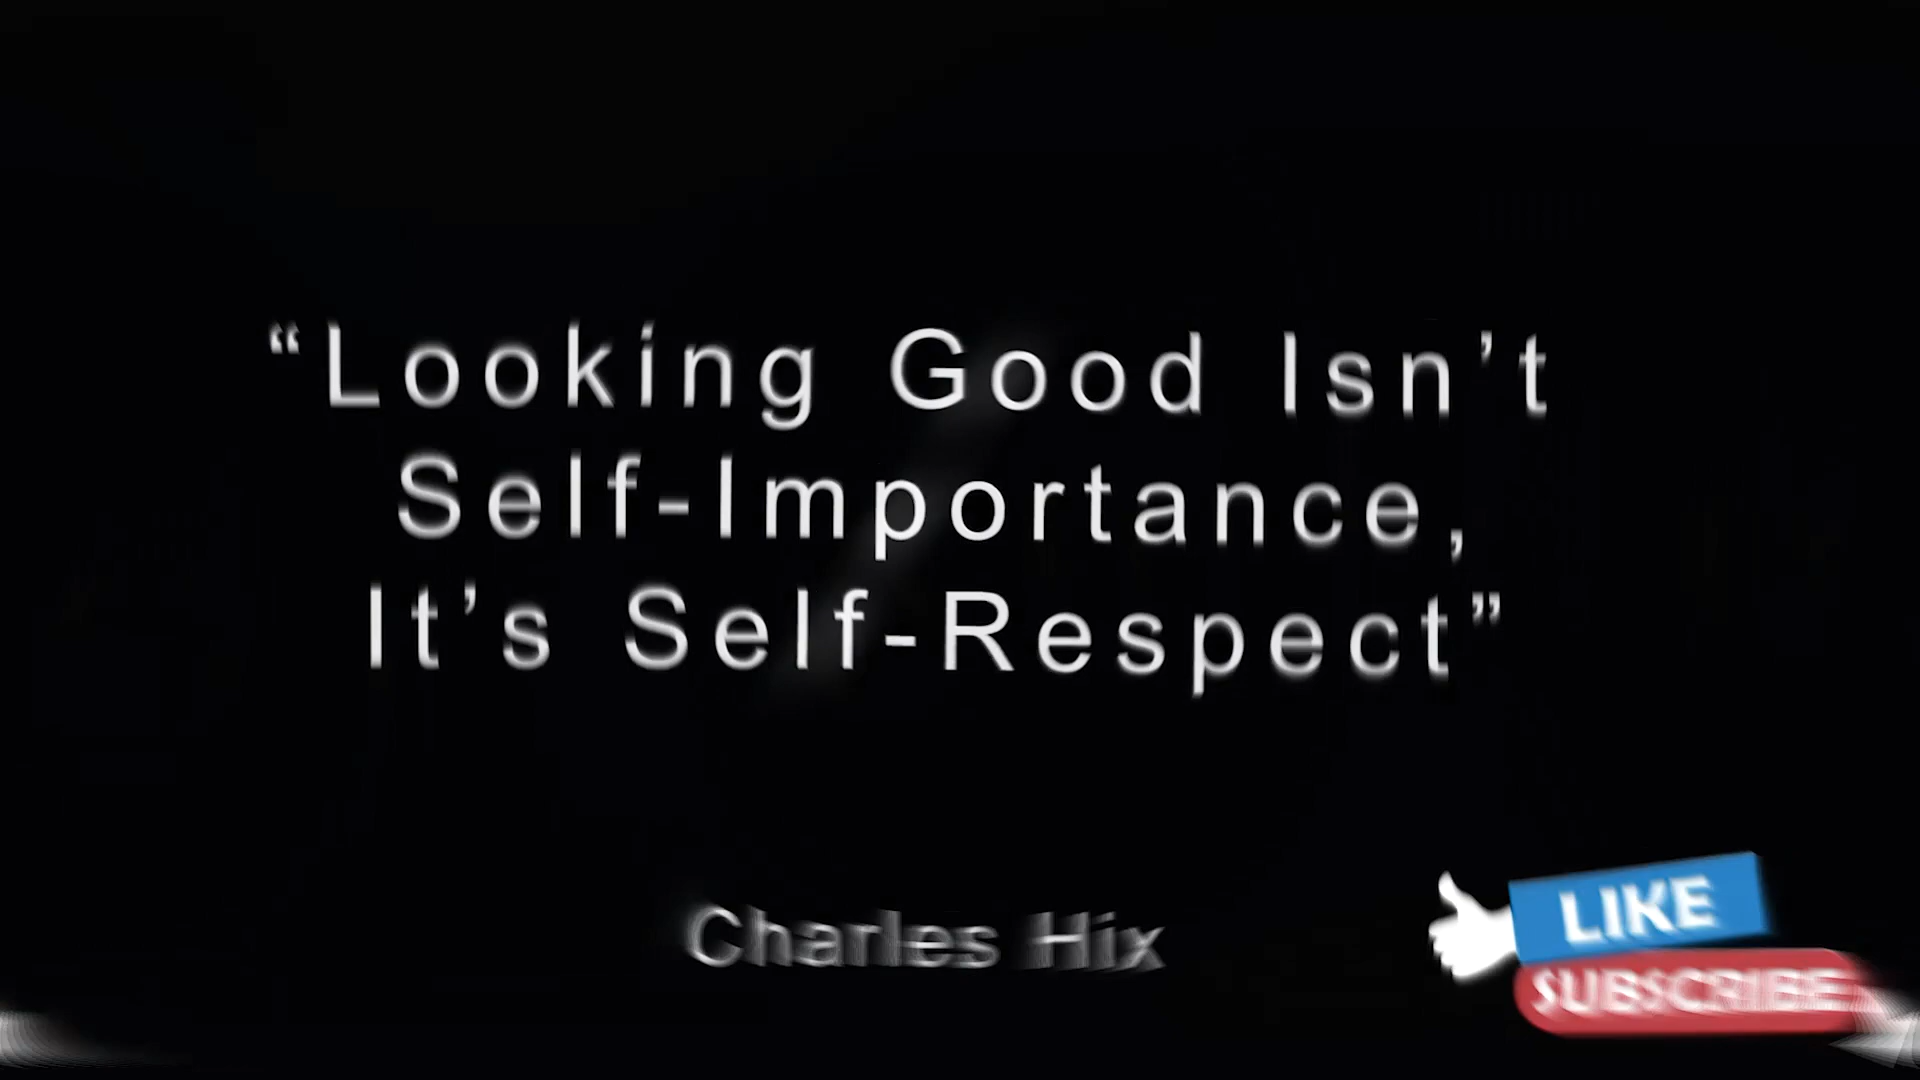 “Looking Good Isn’t
Self-Importance,
It’s Self-Respect”
Charles Hix
LIKE
SUBSCRIBE